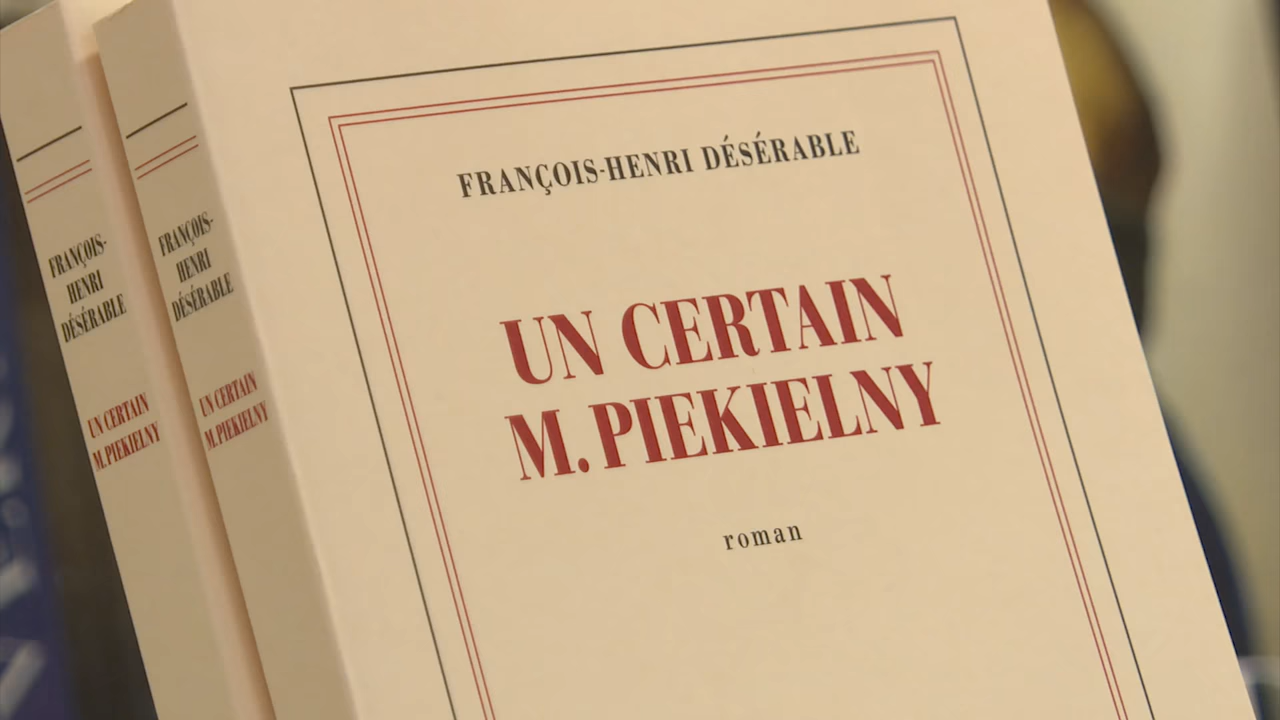 FRANÇOIS-
HENRI
DÉSÉRABLE
UN CERTAIN
M. PIEKIELNY
FRANÇOIS-
HENRI
DÉSÉRABLE
UN CERTAIN
M. PIEKIELNY
FRANÇOIS-HENRI DÉSÉRABLE
UN CERTAIN
M. PIEKIELNY
roman